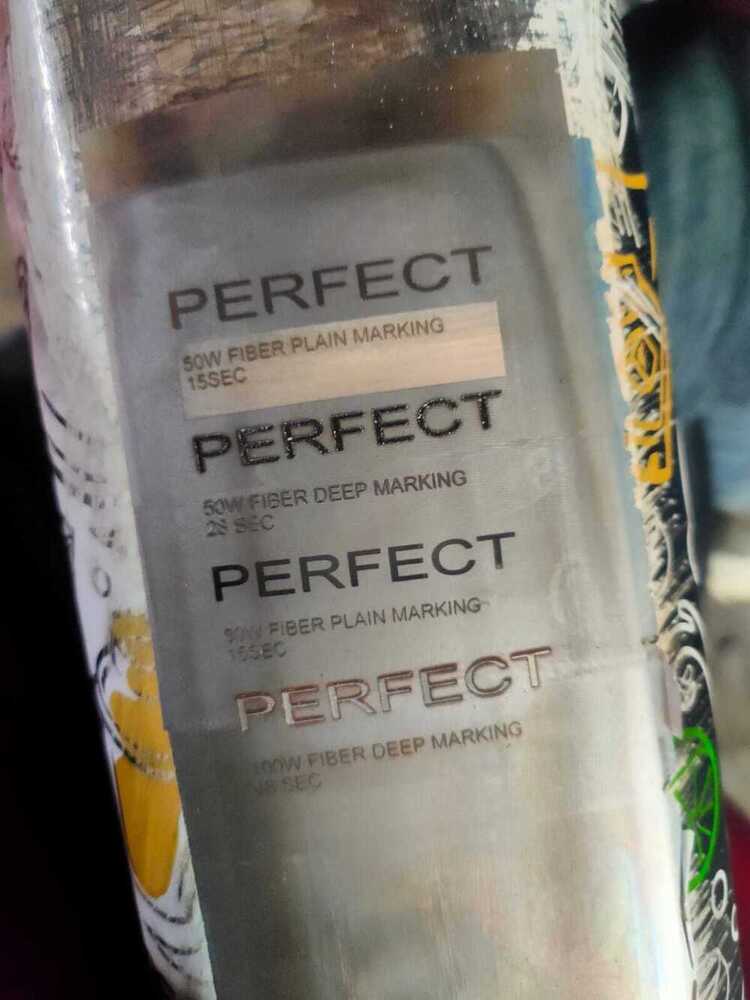 PERFECT
50W FIBER PLAIN MARKING
15SEC
PERFECT
50W FIBER DEEP MARKING
SEC
PERFECT
FIBER PLAIN MARKING
15SEC
PERFECT
100W FIBER DEEP MARKING
SEC